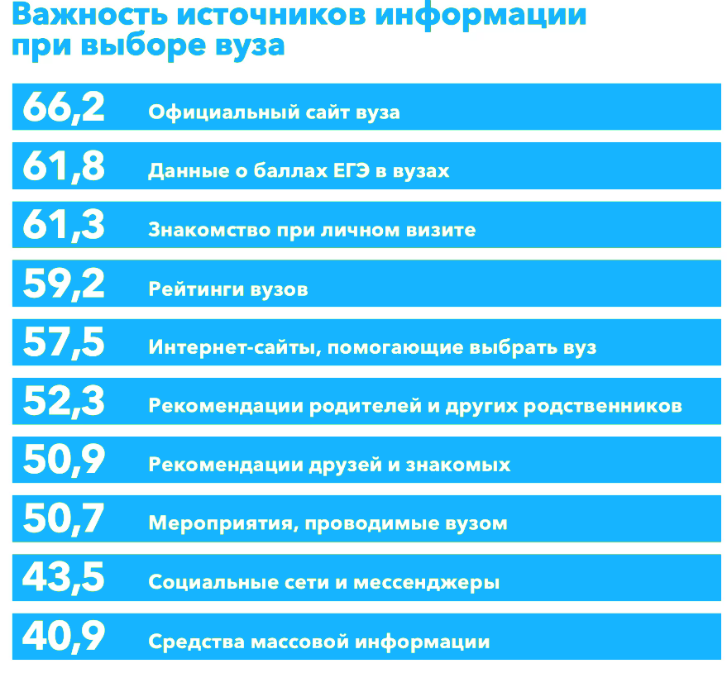 Важность источников информации
при выборе вуза
66,2 Официальный сайт вуза
61,8 Данные о баллах ЕГЭ в вузах
61,3 Знакомство при личном визите
59,2 Рейтинги вузов
57,5 Интернет-сайты, помогающие выбрать вуз
52,3 Рекомендации родителей и других родственников
50,9 Рекомендации друзей и знакомых
50,7 Мероприятия, проводимые вузом
43,5 Социальные сети и мессенджеры
40,9 Средства массовой информации